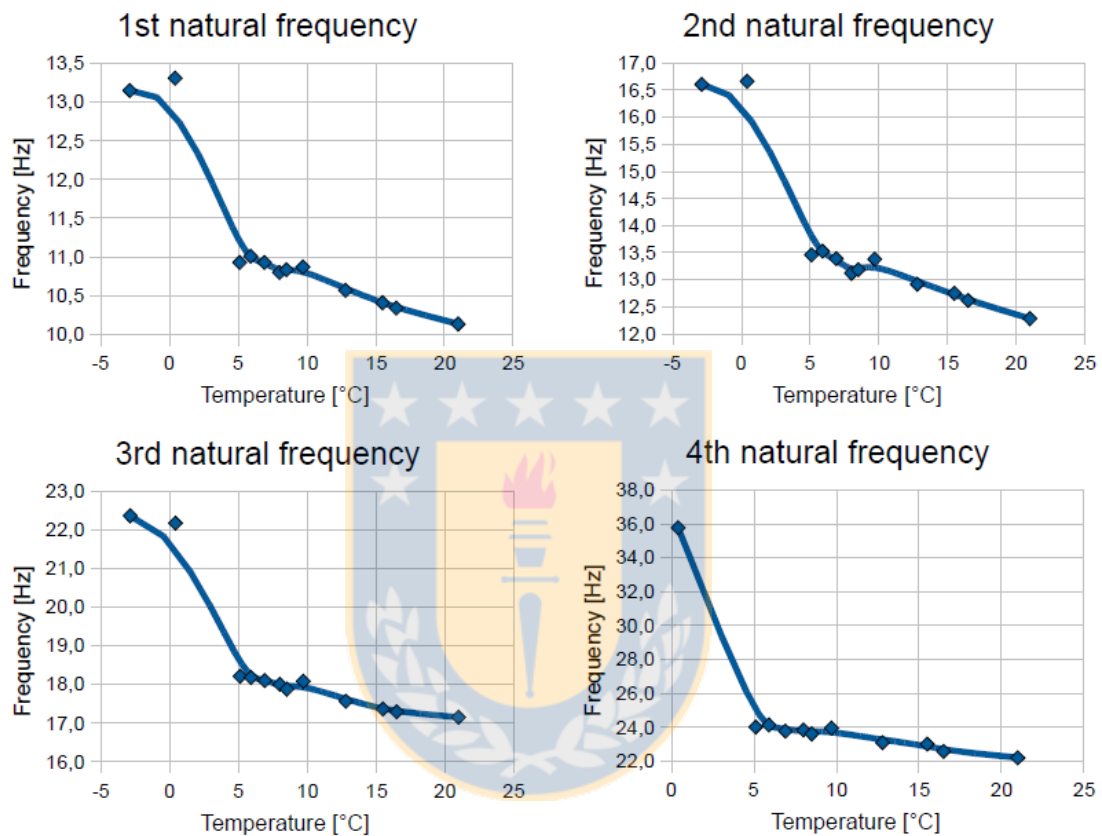 1st natural frequency
Frequency [Hz]
13,5
13,0
12,5
12,0
11,5
11,0
10,5
10,0
-5 0 5 10 15 20 25
Temperature [°C]
2nd natural frequency
Frequency [Hz]
17,0
16,5
16,0
15,5
15,0
14,5
14,0
13,5
13,0
12,5
12,0
-5 0 5 10 15 20 25
Temperature [°C]
3rd natural frequency
Frequency [Hz]
23,0
22,0
21,0
20,0
19,0
18,0
17,0
16,0
-5 0 5 10 15 20 25
Temperature [°C]
4th natural frequency
Frequency [Hz]
38,0
36,0
34,0
32,0
30,0
28,0
26,0
24,0
22,0
0 5 10 15 20 25
Temperature [°C]